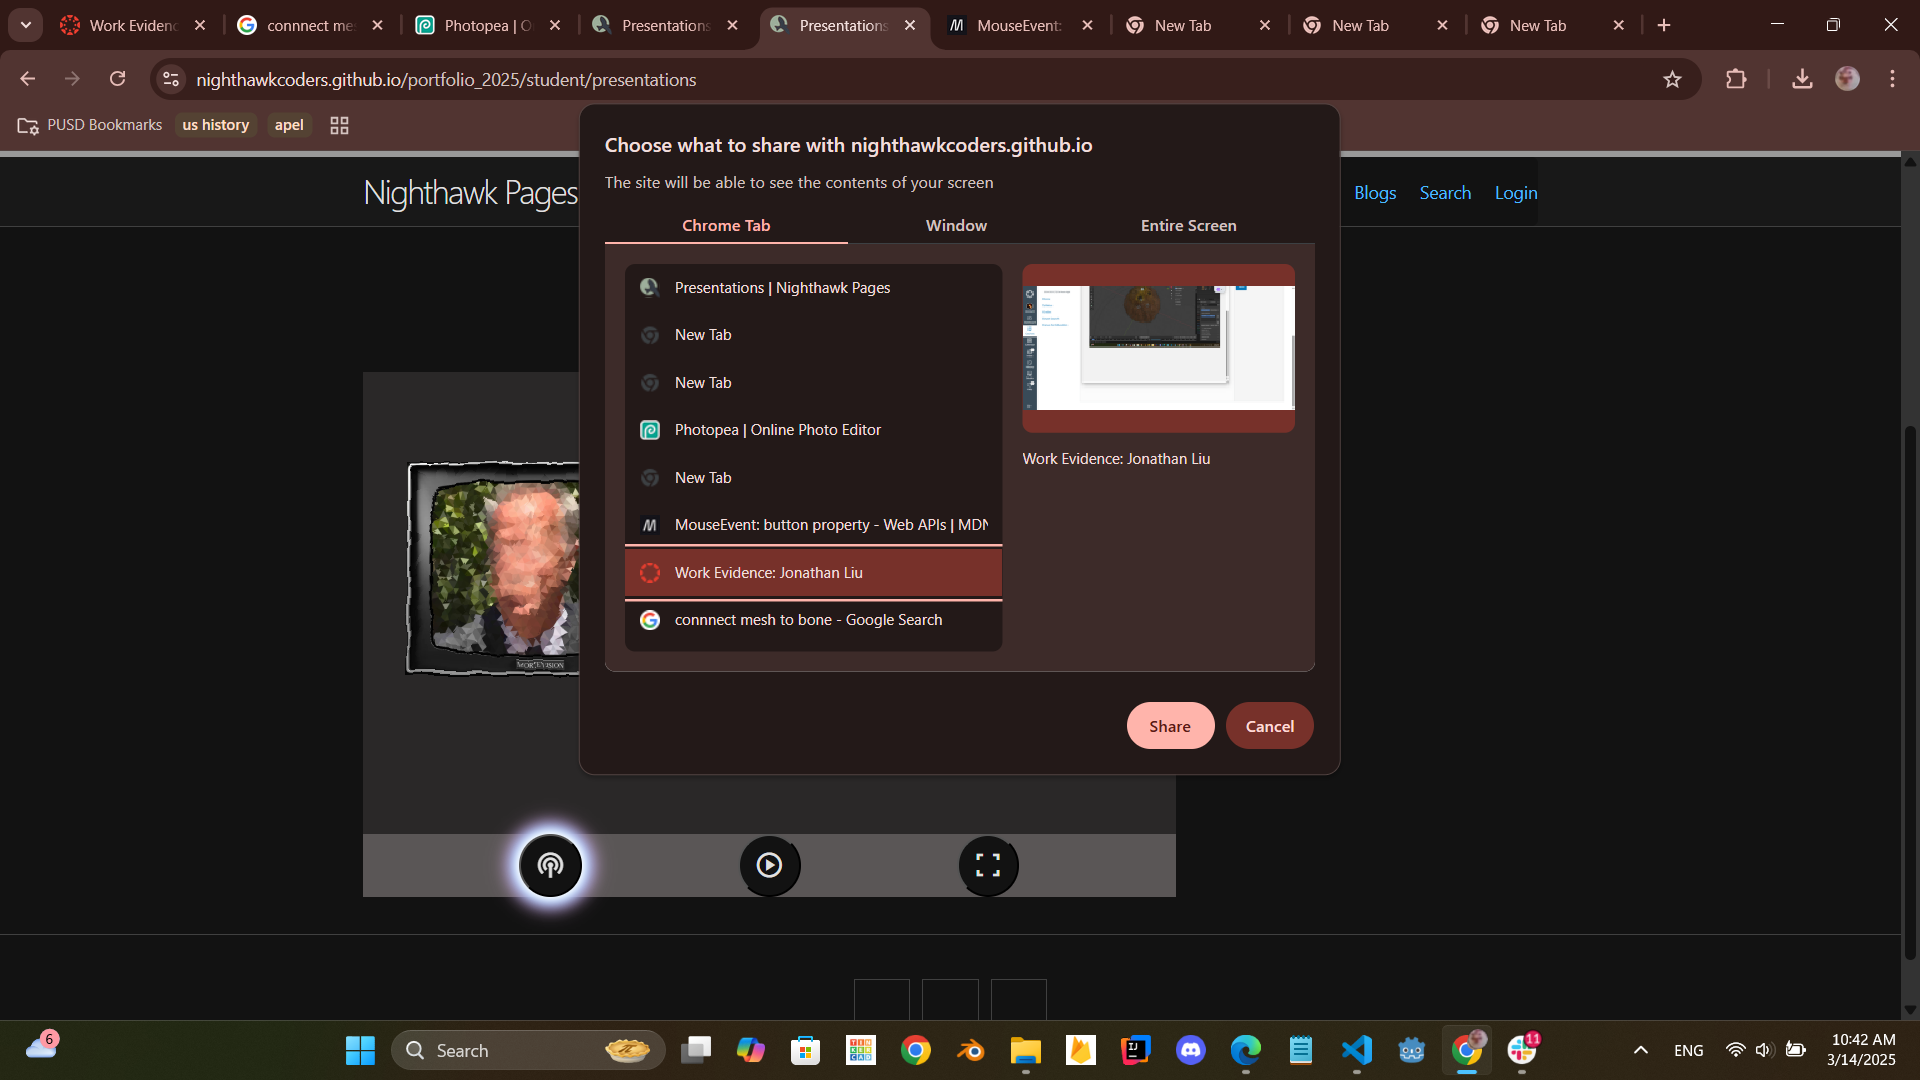 Work Evidenc
connnect me
Photopea | O
Presentations
Presentations
MouseEvent:
New Tab
New Tab
New Tab
nighthawkcoders.github.io/portfolio_2025/student/presentations
PUSD Bookmarks
us history
apel
Choose what to share with nighthawkcoders.github.io
The site will be able to see the contents of your screen
Nighthawk Pages
Blogs
Search
Login
Chrome Tab
Window
Entire Screen
Presentations | Nighthawk Pages
New Tab
New Tab
Photopea | Online Photo Editor
New Tab
MouseEvent: button property - Web APIs | MDN
Work Evidence: Jonathan Liu
connnect mesh to bone - Google Search
Work Evidence: Jonathan Liu
Share
Cancel
6
Search
ENG
11
10:42 AM
3/14/2025